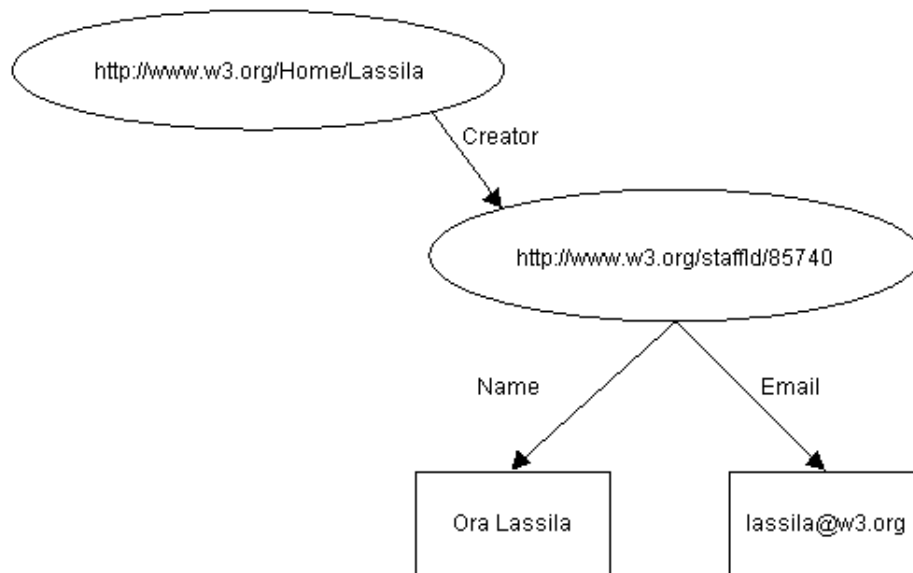 http://www.w3.org/Home/Lassila
Creator
http://www.w3.org/staffId/85740
Name
Email
Ora Lassila
lassila@w3.org